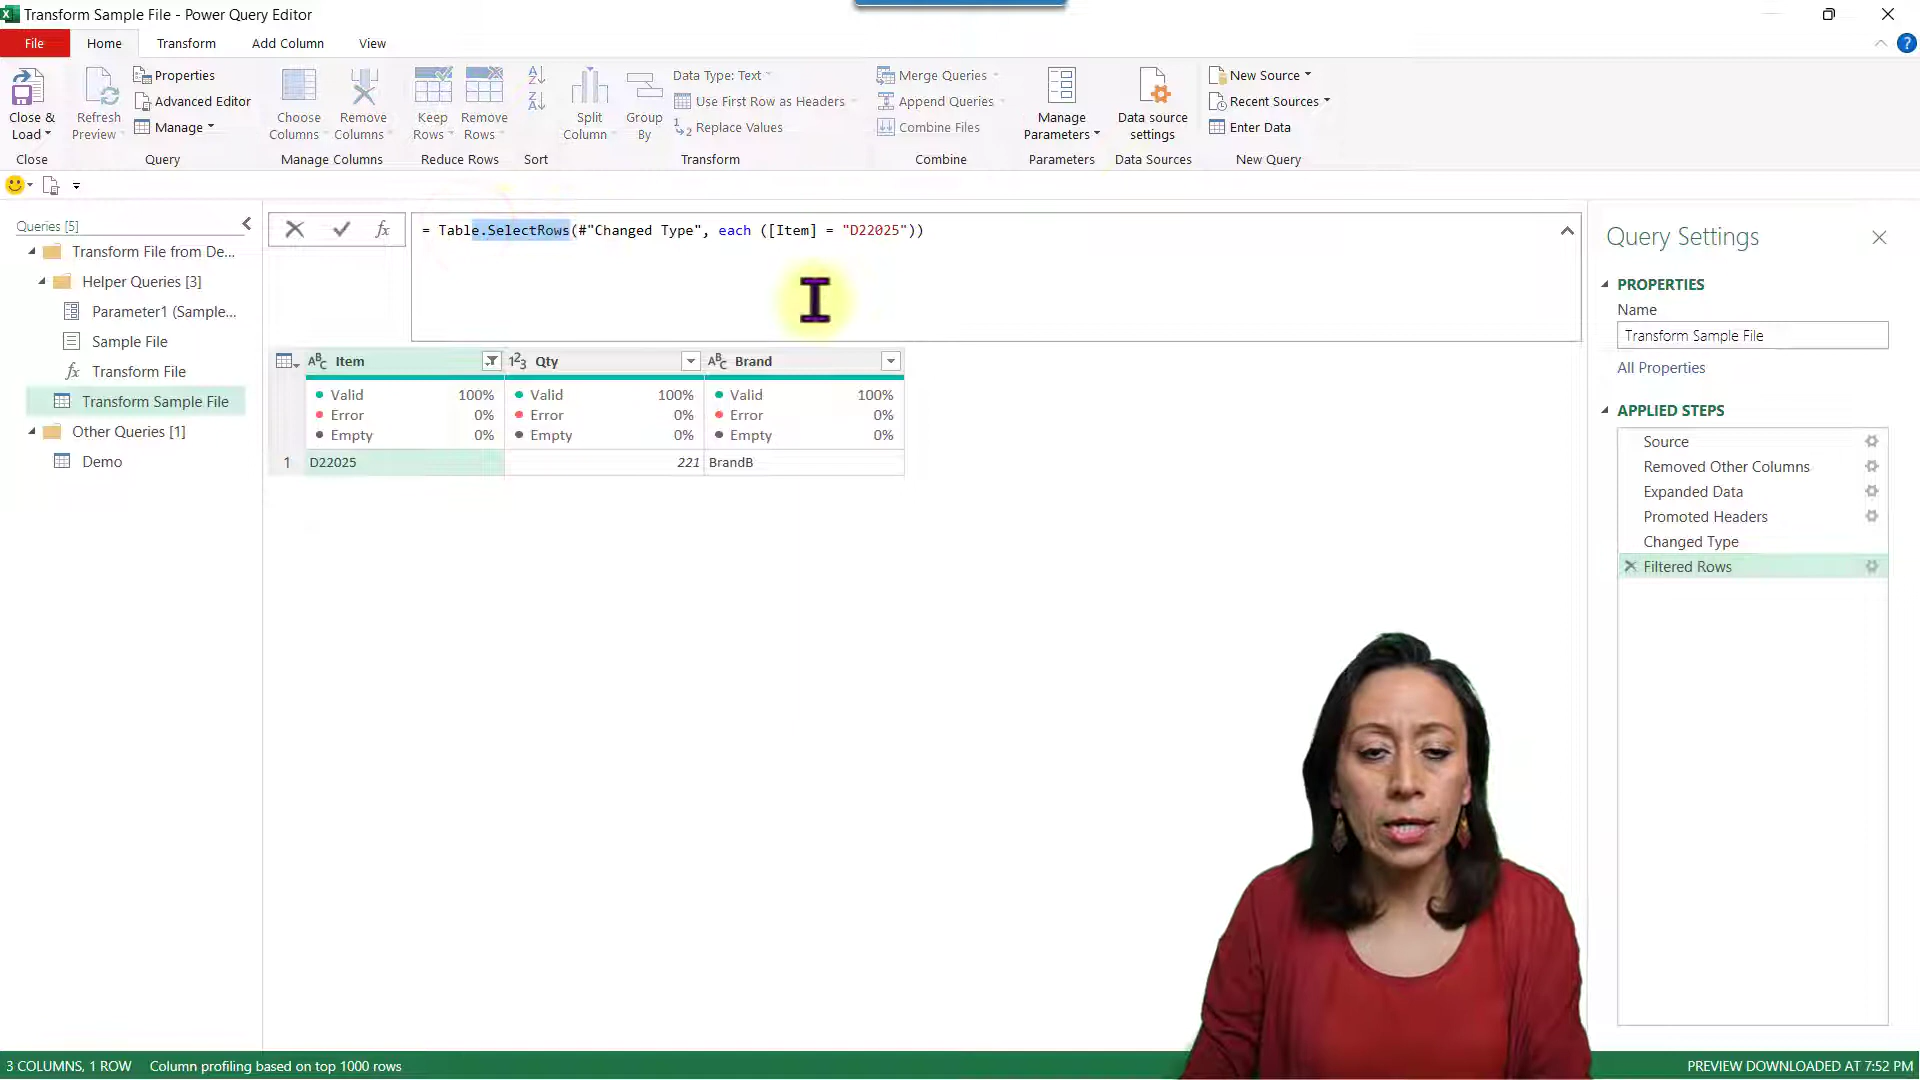 Transform Sample File - Power Query Editor
File
Home
Transform
Add Column
View
Close &
Load
Close
Refresh
Preview
Properties
Advanced Editor
Manage
Query
Choose
Columns
Remove
Columns
Manage Columns
Keep
Rows
Remove
Rows
Reduce Rows
Sort
Split
Column
Group
By
Data Type: Text
Use First Row as Headers
Replace Values
Transform
Merge Queries
Append Queries
Combine Files
Combine
Manage
Parameters
Parameters
Data source
settings
Data Sources
New Source
Recent Sources
Enter Data
New Query
Queries [5]
Transform File from De...
Helper Queries [3]
Parameter1 (Sample...
Sample File
fx Transform File
Transform Sample File
Other Queries [1]
Demo
fx
= Table.SelectRows(#"Changed Type", each ([Item] = "D22025"))
ABC Item
123 Qty
ABC Brand
Valid 100%
Error 0%
Empty 0%
Valid 100%
Error 0%
Empty 0%
Valid 100%
Error 0%
Empty 0%
1 D22025 221 BrandB
Query Settings
PROPERTIES
Name
Transform Sample File
All Properties
APPLIED STEPS
Source
Removed Other Columns
Expanded Data
Promoted Headers
Changed Type
Filtered Rows
3 COLUMNS, 1 ROW
Column profiling based on top 1000 rows
PREVIEW DOWNLOADED AT 7:52 PM